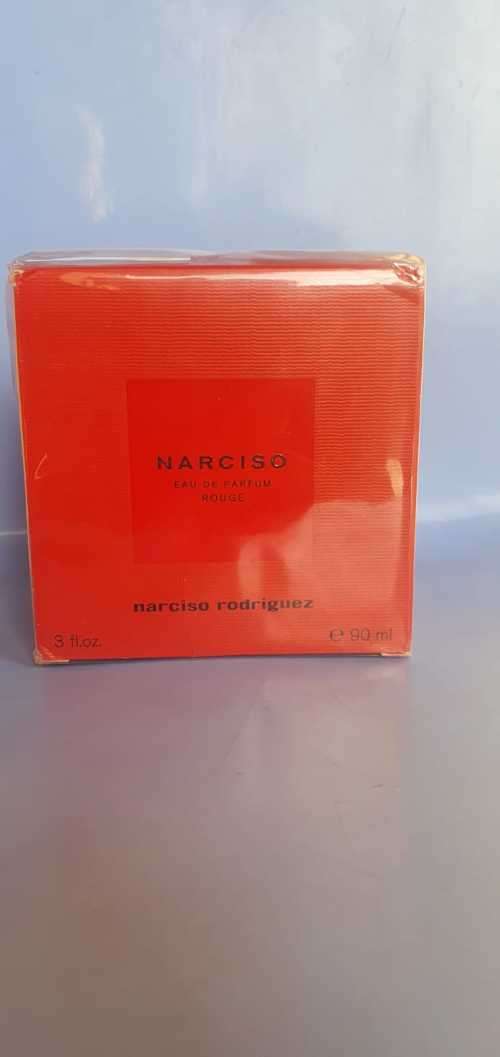 NARCISO
EAU DE PARFUM
ROUGE
narciso rodriguez
3 fl.oz.
e 90 ml